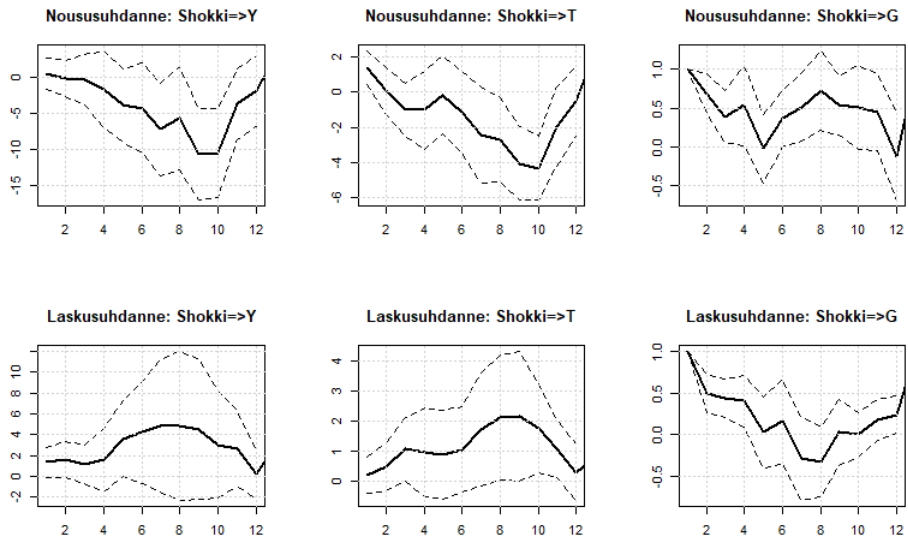 Noususuhdanne: Shokki=>Y
0
-5
-10
-15
2 4 6 8 10 12
Noususuhdanne: Shokki=>T
2
0
-2
-4
-6
2 4 6 8 10 12
Noususuhdanne: Shokki=>G
1.0
0.5
0.0
-0.5
2 4 6 8 10 12
Laskusuhdanne: Shokki=>Y
10
8
6
4
2
0
-2
2 4 6 8 10 12
Laskusuhdanne: Shokki=>T
4
3
2
1
0
2 4 6 8 10 12
Laskusuhdanne: Shokki=>G
1.0
0.5
0.0
-0.5
2 4 6 8 10 12